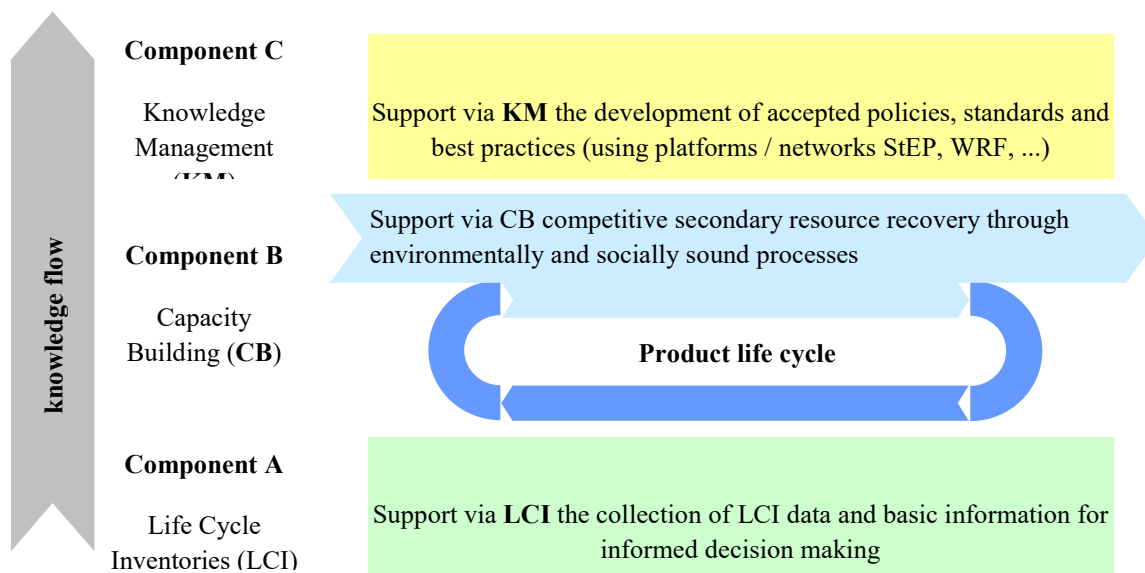 Component C
Knowledge
Management
(KM)
Support via KM the development of accepted policies, standards and
best practices (using platforms / networks StEP, WRF, ...)
knowledge flow
Component B
Capacity
Building (CB)
Support via CB competitive secondary resource recovery through
environmentally and socially sound processes
Product life cycle
Component A
Life Cycle
Inventories (LCI)
Support via LCI the collection of LCI data and basic information for
informed decision making